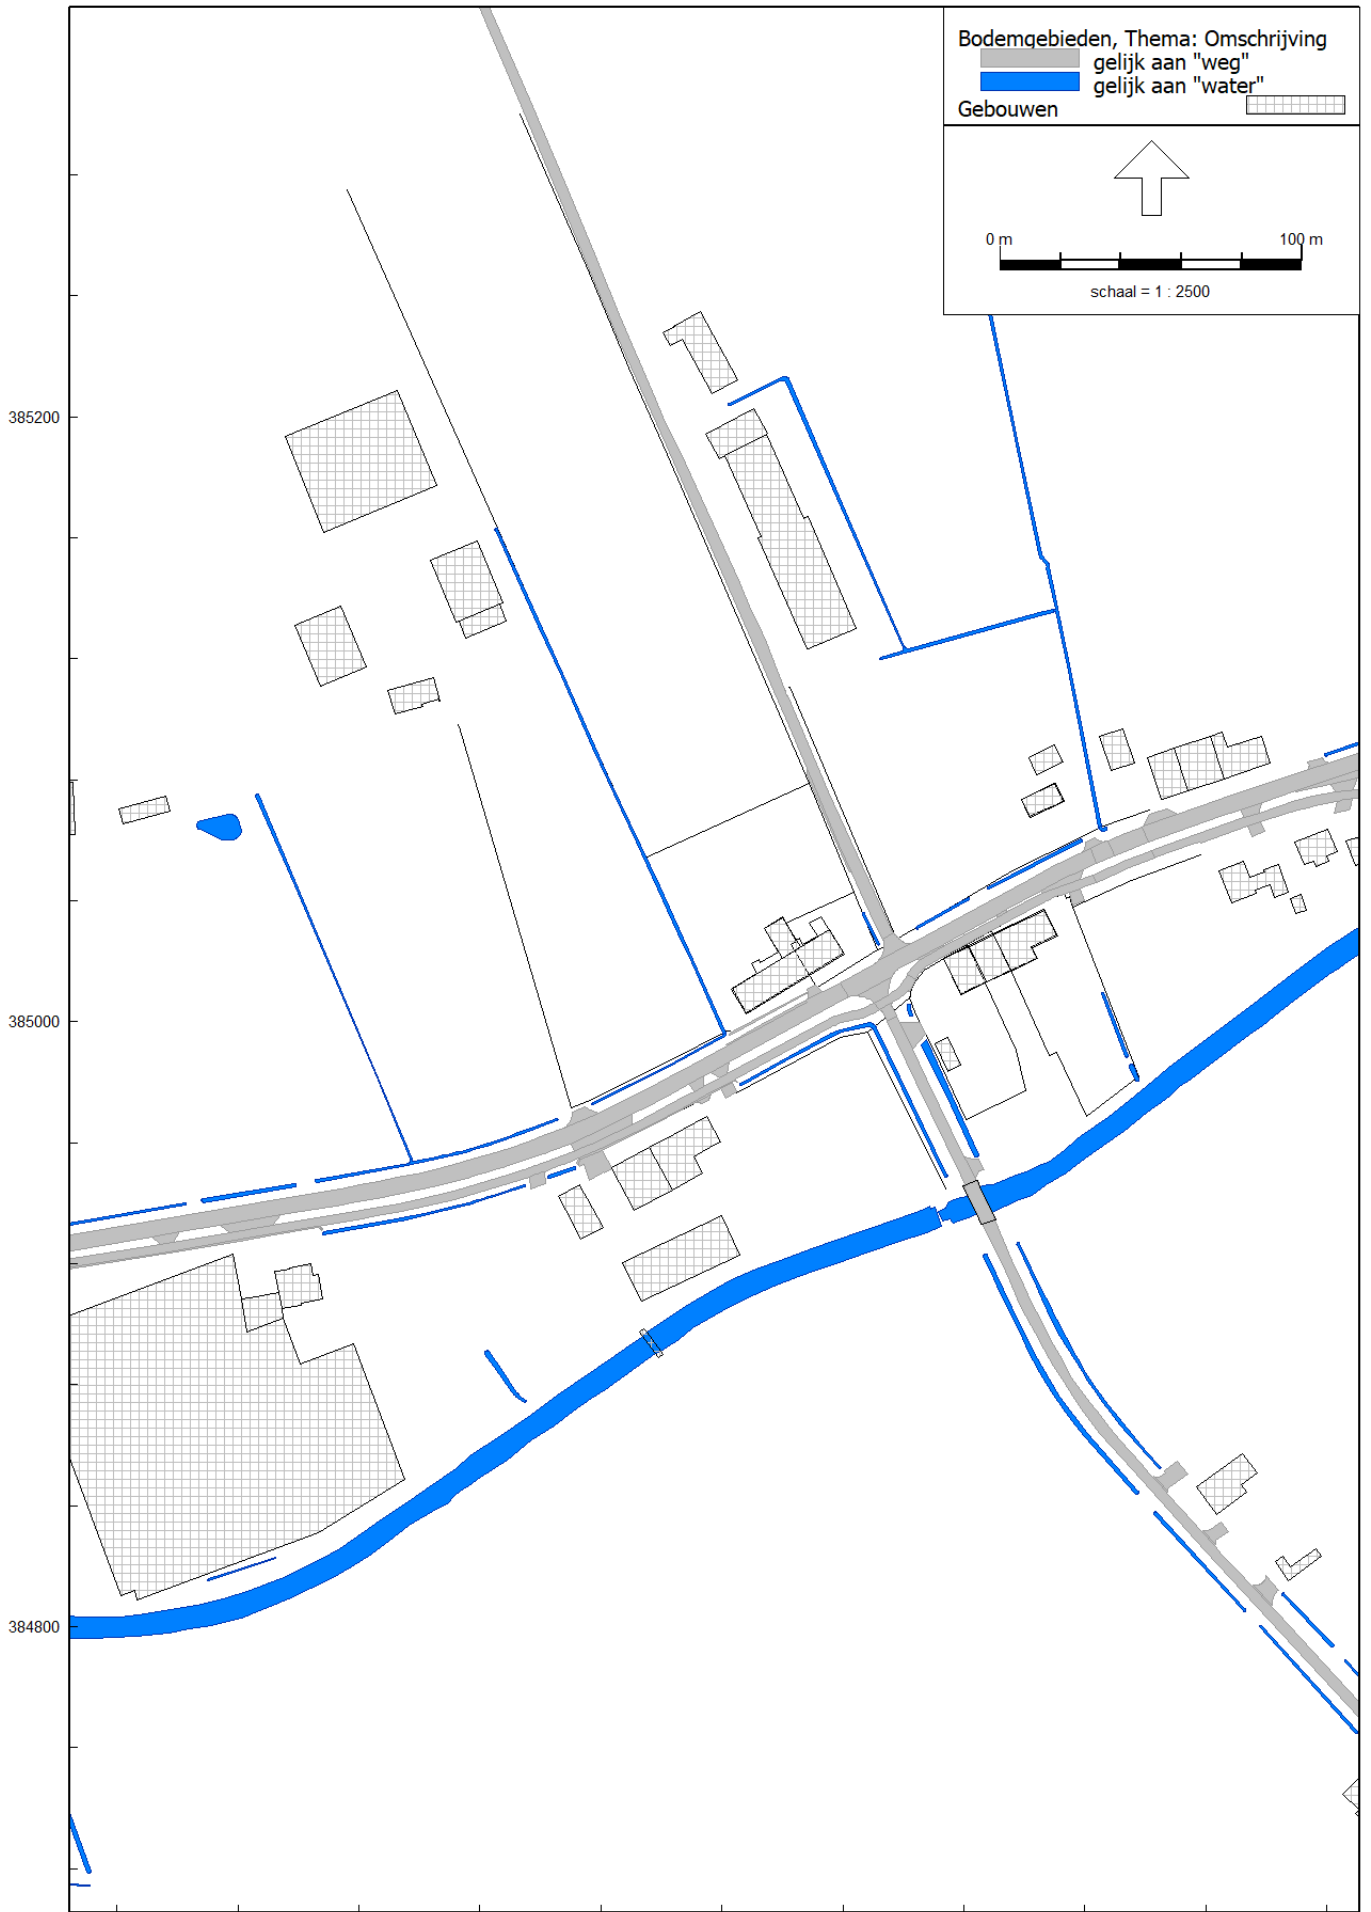 Bodemgebieden, Thema: Omschrijving
gelijk aan "weg"
gelijk aan "water"
Gebouwen
0 m 100 m
schaal = 1 : 2500
385200
385000
384800